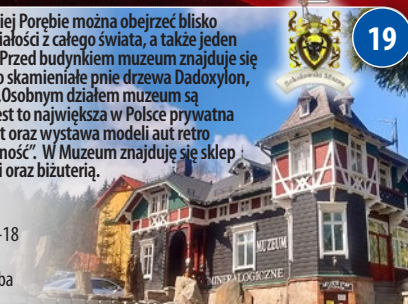 iej Porębie można obejrzeć blisko
iałości z całego świata, a także jeden
Przed budynkiem muzeum znajduje się
o skamieniałe pnie drzewa Dadoxylon,
.Osobnym działem muzeum są
est to największa w Polsce prywatna
t oraz wystawa modeli aut retro
ność”. W Muzeum znajduję się sklep
i oraz biżuterią.
-18
ba
19
MUZEUM
MINERALOGICZNE